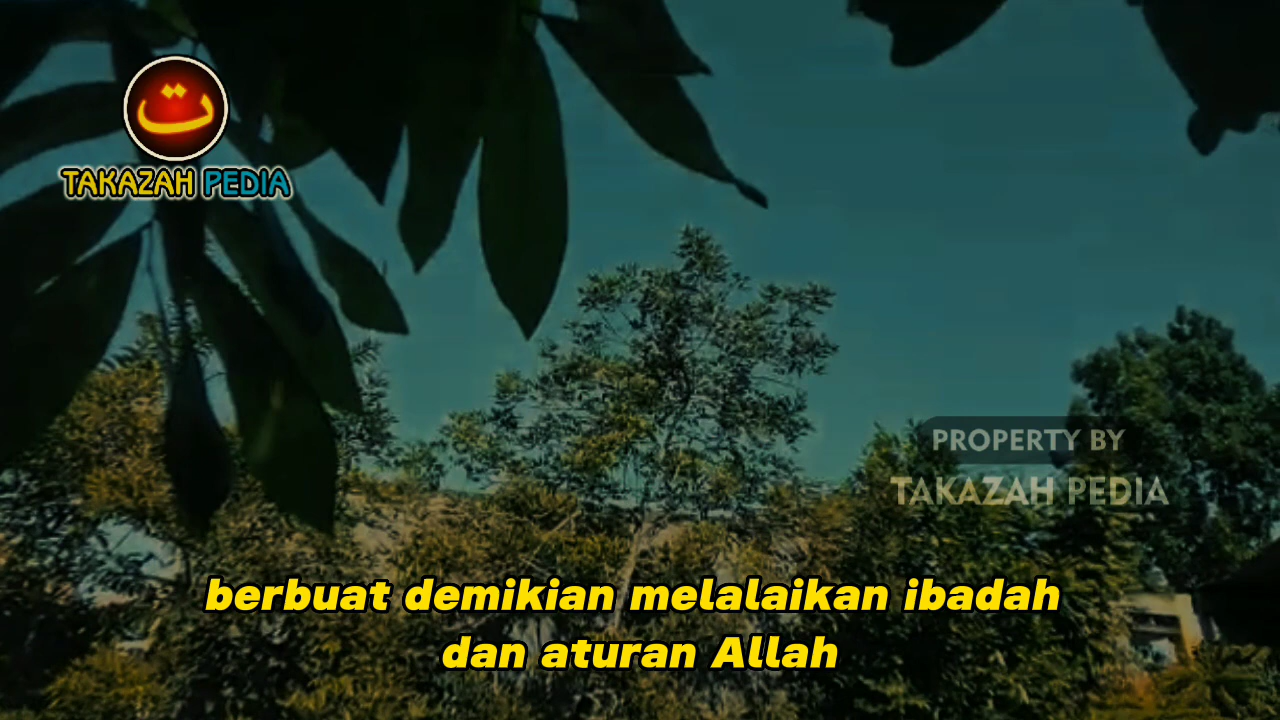 ت
TAKAZAH PEDIA
PROPERTY BY
TAKAZAH PEDIA
berbuat demikian melalaikan ibadah
dan aturan Allah